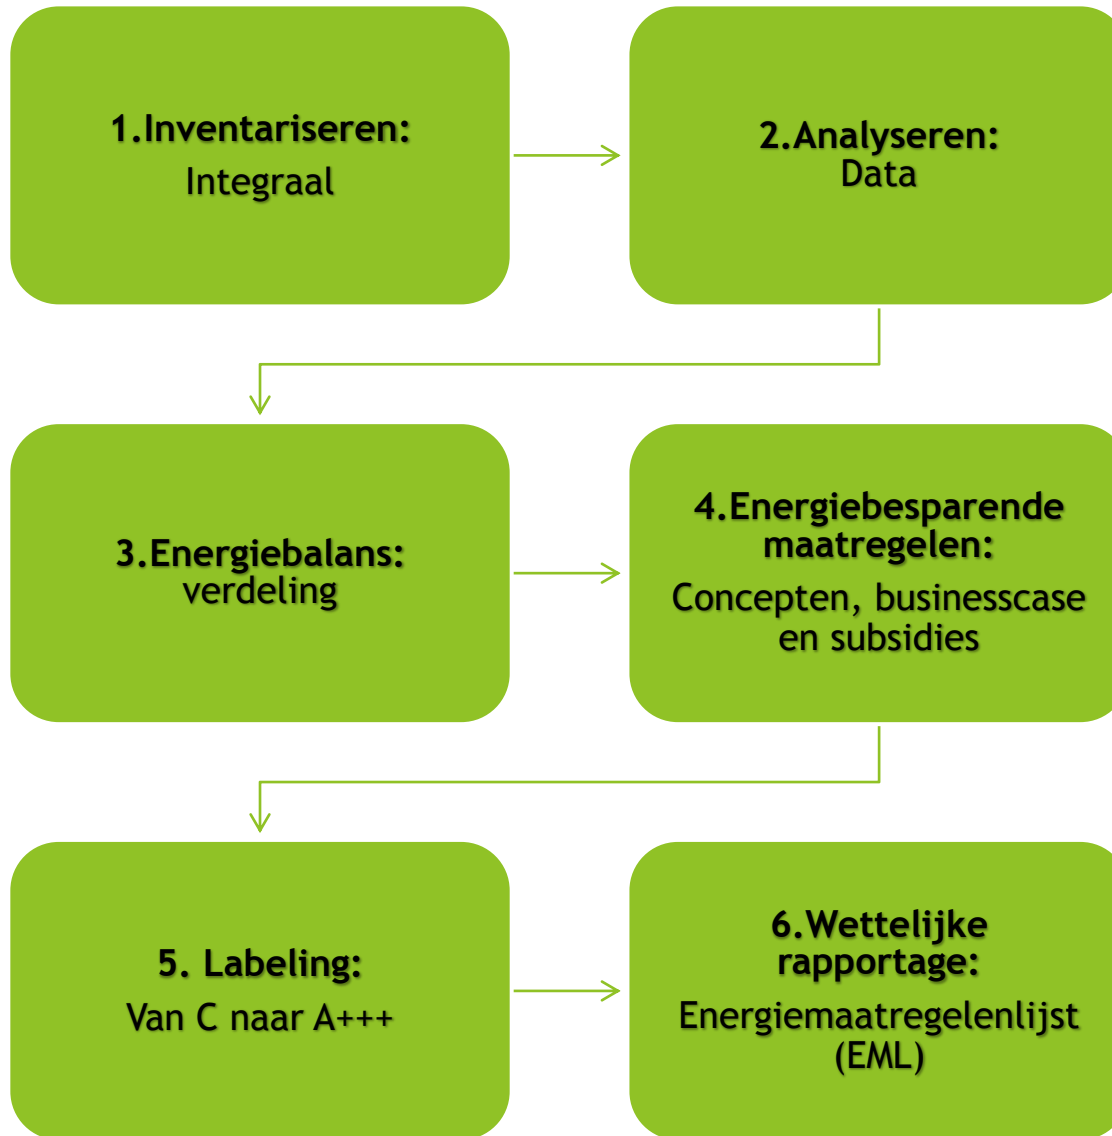 1.Inventariseren:
Integraal
2.Analyseren:
Data
3.Energiebalans:
verdeling
4.Energiebesparende
maatregelen:
Concepten, businesscase
en subsidies
5. Labeling:
Van C naar A+++
6.Wettelijke
rapportage:
Energiemaatregelenlijst
(EML)